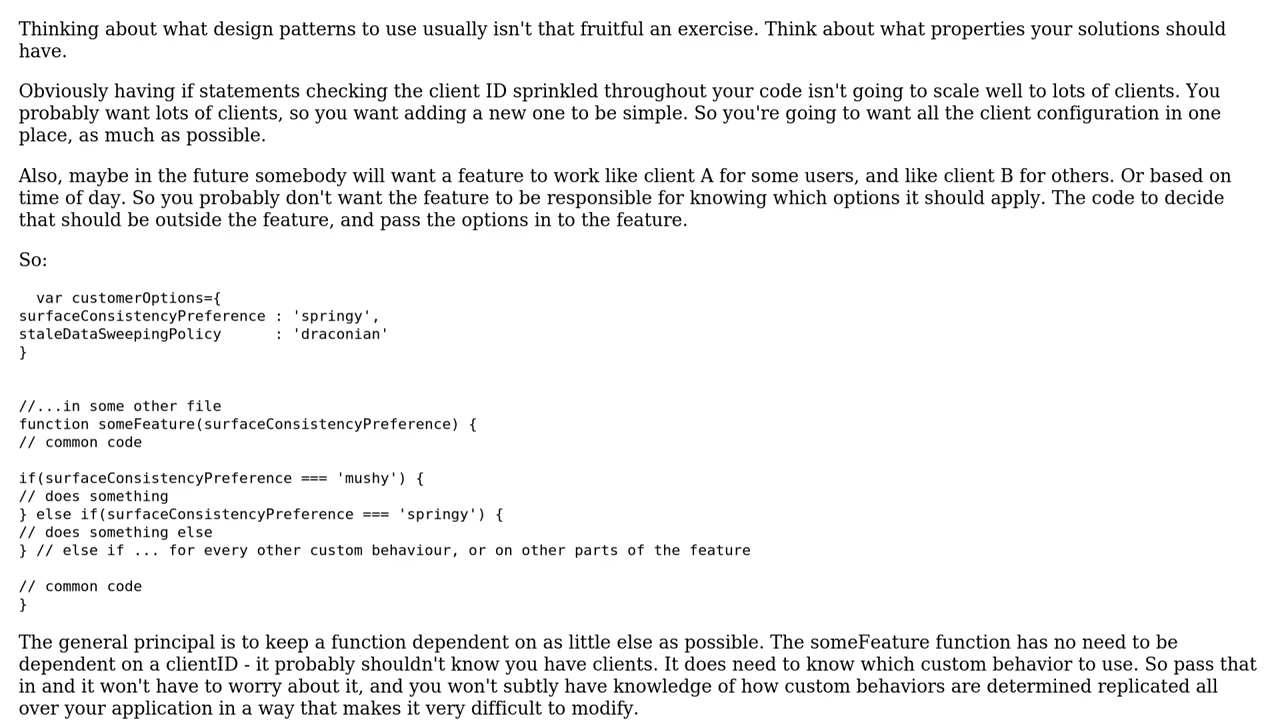 Thinking about what design patterns to use usually isn't that fruitful an exercise. Think about what properties your solutions should
have.
Obviously having if statements checking the client ID sprinkled throughout your code isn't going to scale well to lots of clients. You
probably want lots of clients, so you want adding a new one to be simple. So you're going to want all the client configuration in one
place, as much as possible.
Also, maybe in the future somebody will want a feature to work like client A for some users, and like client B for others. Or based on
time of day. So you probably don't want the feature to be responsible for knowing which options it should apply. The code to decide
that should be outside the feature, and pass the options in to the feature.
So:
  var customerOptions={
surfaceConsistencyPreference : 'springy',
staleDataSweepingPolicy      : 'draconian'
}
//...in some other file
function someFeature(surfaceConsistencyPreference) {
// common code
if(surfaceConsistencyPreference === 'mushy') {
// does something
} else if(surfaceConsistencyPreference === 'springy') {
// does something else
} // else if ... for every other custom behaviour, or on other parts of the feature
// common code
}
The general principal is to keep a function dependent on as little else as possible. The someFeature function has no need to be
dependent on a clientID - it probably shouldn't know you have clients. It does need to know which custom behavior to use. So pass that
in and it won't have to worry about it, and you won't subtly have knowledge of how custom behaviors are determined replicated all
over your application in a way that makes it very difficult to modify.